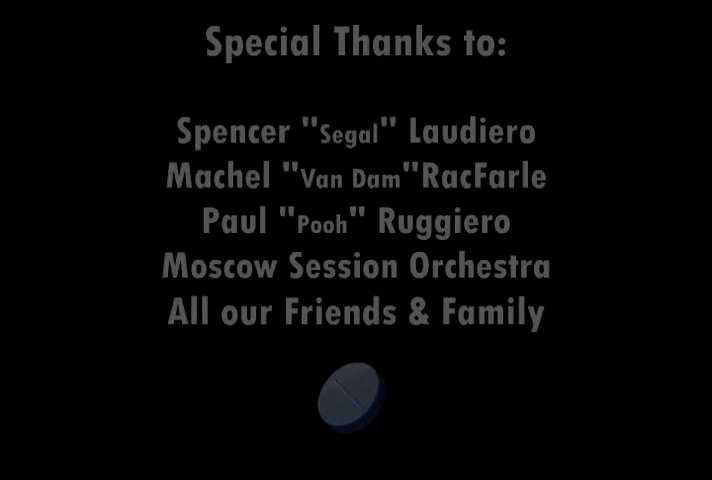 Special Thanks to:
Spencer "Segal" Laudiero
Machel "Van Dam"RacFarle
Paul "Pooh" Ruggiero
Moscow Session Orchestra
All our Friends & Family